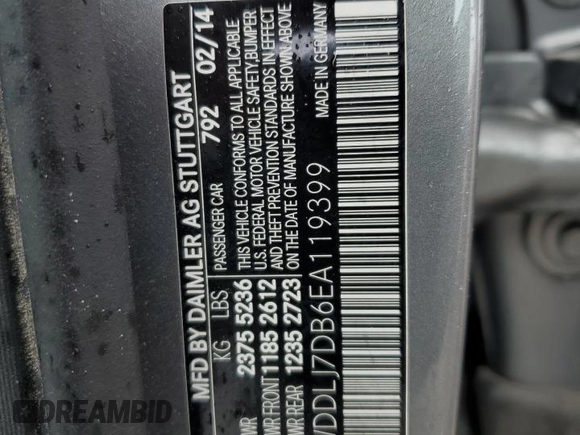 MFD BY DAIMLER AG STUTTGART
792 02/14
PASSENGER CAR
KG LBS
WR 2375 5236
WR FRONT 1185 2612
WR REAR 1235 2723
THIS VEHICLE CONFORMS TO ALL APPLICABLE
U.S. FEDERAL MOTOR VEHICLE SAFETY, BUMPER
AND THEFT PREVENTION STANDARDS IN EFFECT
ON THE DATE OF MANUFACTURE SHOWN ABOVE
WDDLJ7DB6EA119399
MADE IN GERMANY
AUTOBIDMASTER